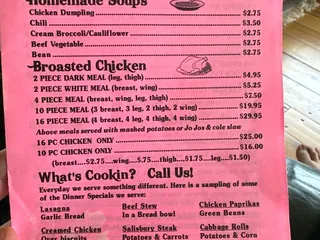 Homemade Soups
Chicken Dumpling $2.75
Chili $3.50
Cream Broccoli/Cauliflower $2.75
Beef Vegetable $2.75
Bean $2.75
Broasted Chicken
2 PIECE DARK MEAL (leg, thigh) $4.95
2 PIECE WHITE MEAL (breast, wing) $5.25
4 PIECE MEAL (breast, wing, leg, thigh) $7.50
10 PIECE MEAL (3 breast, 3 leg, 2 thigh, 2 wing) $19.95
16 PIECE MEAL (4 breast, 4 leg, 4 thigh, 4 wing) $29.95
Above meals served with mashed potatoes or Jo Jos & cole slaw
16 PC CHICKEN ONLY $25.00
10 PC CHICKEN ONLY $16.00
(breast....$2.75....wing....$.75....thigh....$1.75....leg....$1.50)
What's Cookin? Call Us!
Everyday we serve something different. Here is a sampling of some
of the Dinner Specials we serve:
Lasagna Beef Stew Chicken Paprikas
Garlic Bread In a Bread bowl Green Beans
Creamed Chicken Salisbury Steak Cabbage Rolls
Over biscuits Potatoes & Carrots Potatoes & Corn